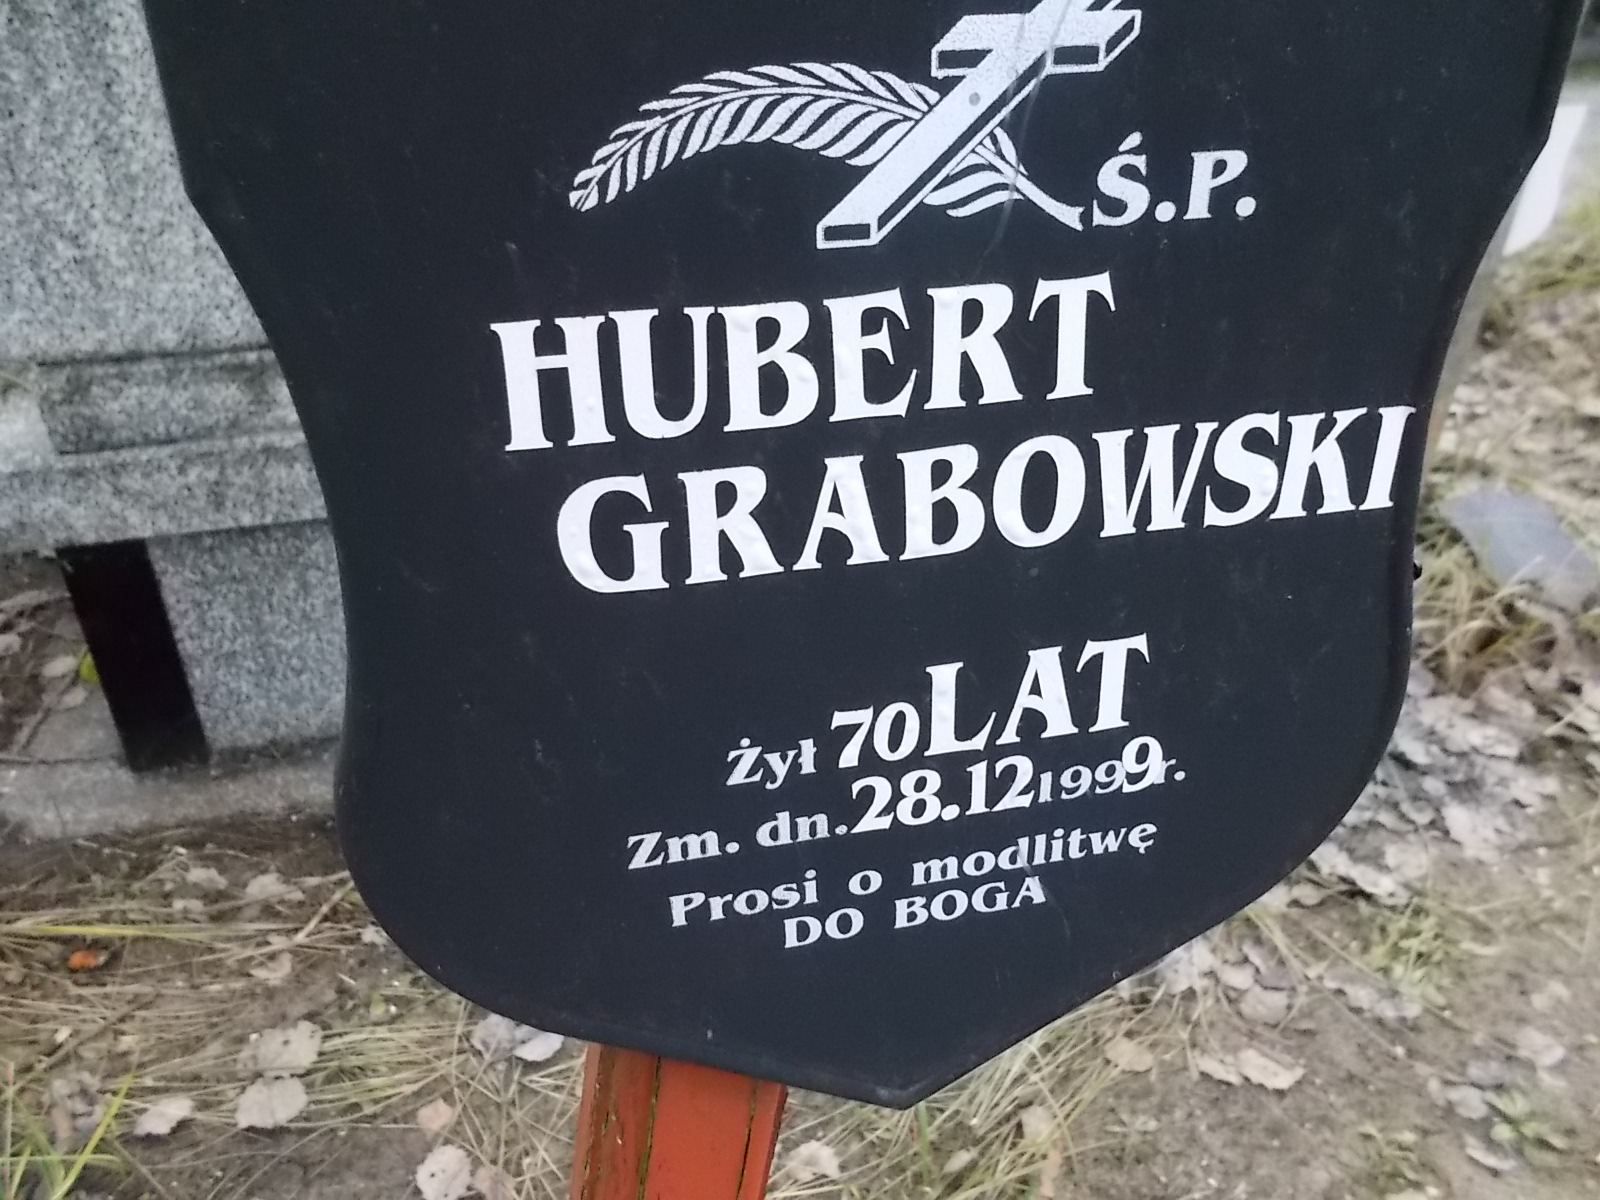 Ś.P.
HUBERT
GRABOWSKI
Żył 70 LAT
Zm. dn. 28.12 1999 r.
Prosi o modlitwę
DO BOGA